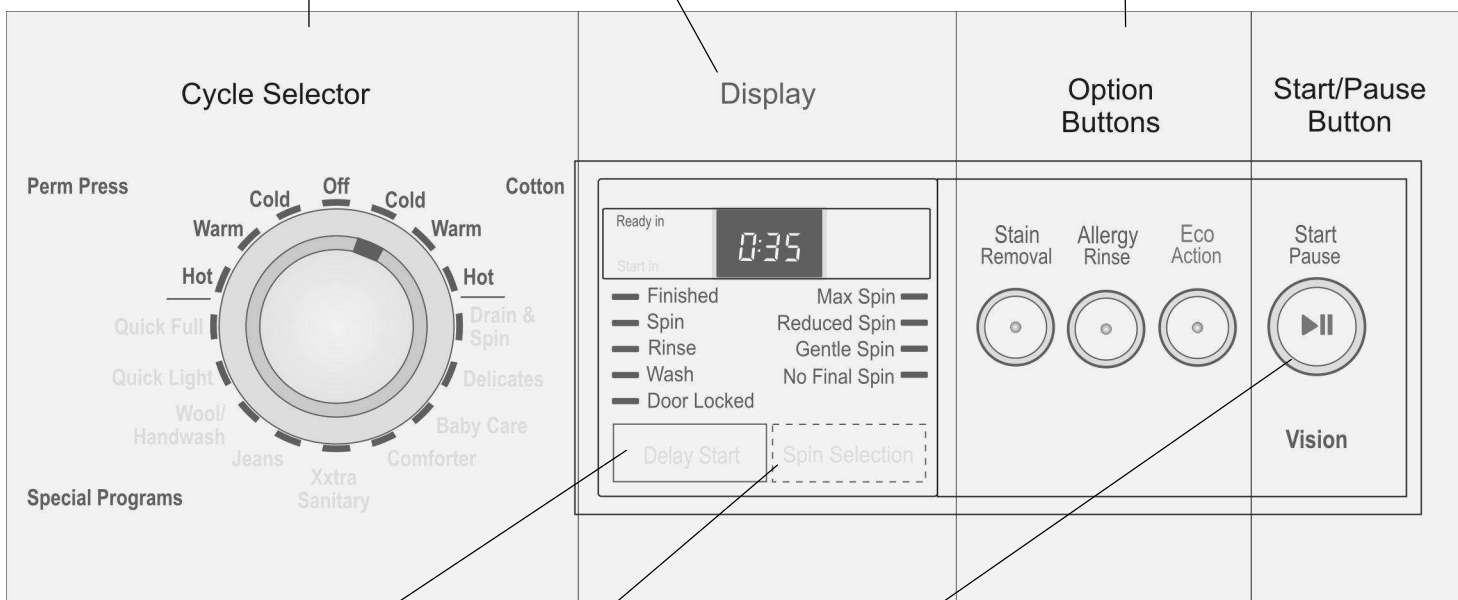 Cycle Selector
Display
Option
Buttons
Start/Pause
Button
Perm Press
Cotton
Off
Cold
Cold
Warm
Warm
Hot
Hot
Quick Full
Drain &
Spin
Quick Light
Delicates
Wool/
Handwash
Baby Care
Jeans
Comforter
Xxtra
Sanitary
Special Programs
Ready in
0:35
Start in
Finished
Spin
Rinse
Wash
Door Locked
Max Spin
Reduced Spin
Gentle Spin
No Final Spin
Delay Start
Spin Selection
Stain
Removal
Allergy
Rinse
Eco
Action
Start
Pause
Vision